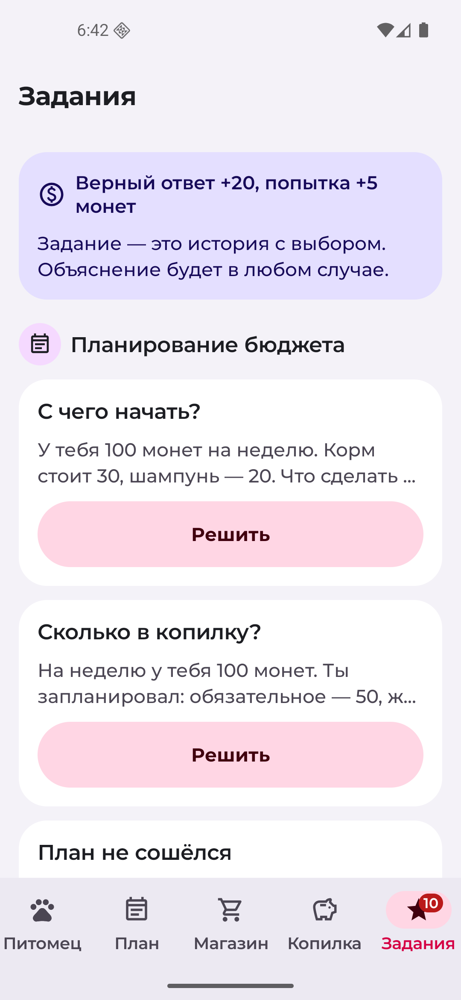 6:42
Задания
Верный ответ +20, попытка +5
монет
Задание — это история с выбором.
Объяснение будет в любом случае.
Планирование бюджета
С чего начать?
У тебя 100 монет на неделю. Корм
стоит 30, шампунь — 20. Что сделать ...
Решить
Сколько в копилку?
На неделю у тебя 100 монет. Ты
запланировал: обязательное — 50, ж...
Решить
План не сошёлся
10
Питомец План Магазин Копилка Задания